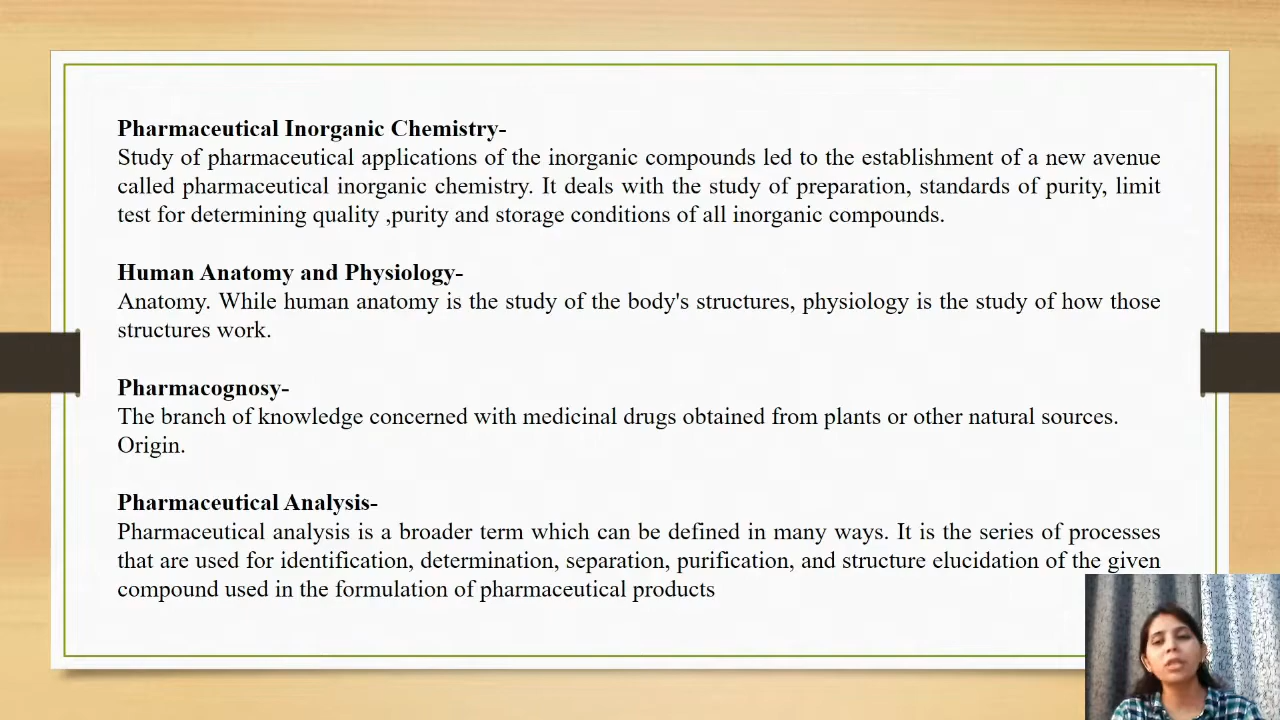 Pharmaceutical Inorganic Chemistry-
Study of pharmaceutical applications of the inorganic compounds led to the establishment of a new avenue
called pharmaceutical inorganic chemistry. It deals with the study of preparation, standards of purity, limit
test for determining quality ,purity and storage conditions of all inorganic compounds.
Human Anatomy and Physiology-
Anatomy. While human anatomy is the study of the body's structures, physiology is the study of how those
structures work.
Pharmacognosy-
The branch of knowledge concerned with medicinal drugs obtained from plants or other natural sources.
Origin.
Pharmaceutical Analysis-
Pharmaceutical analysis is a broader term which can be defined in many ways. It is the series of processes
that are used for identification, determination, separation, purification, and structure elucidation of the given
compound used in the formulation of pharmaceutical products